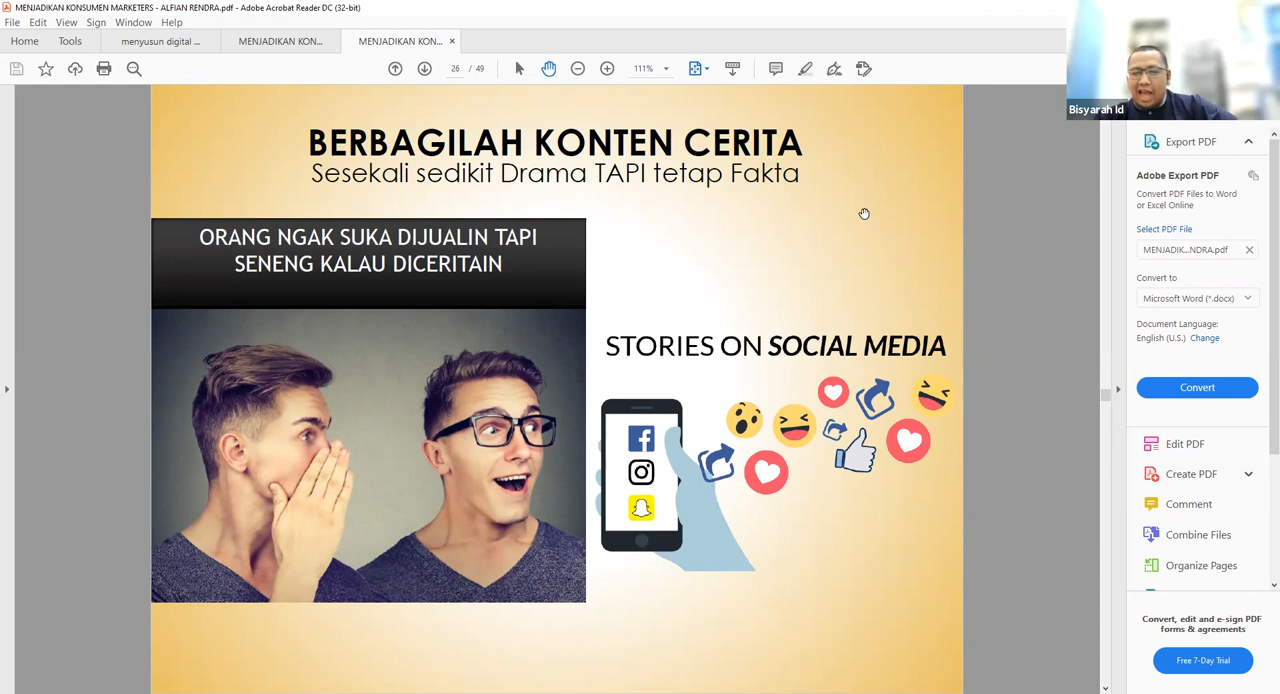 MENJADIKAN KONSUMEN MARKETERS - ALFIAN RENDRA.pdf - Adobe Acrobat Reader DC (32-bit)
File Edit View Sign Window Help
Home Tools menyusun digital ... MENJADIKAN KON... MENJADIKAN KON... ×
26 / 49 111%
Bisyarah Id
BERBAGILAH KONTEN CERITA
Sesekali sedikit Drama TAPI tetap Fakta
ORANG NGAK SUKA DIJUALIN TAPI
SENENG KALAU DICERITAIN
STORIES ON SOCIAL MEDIA
Export PDF
Adobe Export PDF
Convert PDF Files to Word
or Excel Online
Select PDF File
MENJADIK...NDRA.pdf
Convert to
Microsoft Word (*.docx)
Document Language:
English (U.S.) Change
Convert
Edit PDF
Create PDF
Comment
Combine Files
Organize Pages
Convert, edit and e-sign PDF
forms & agreements
Free 7-Day Trial